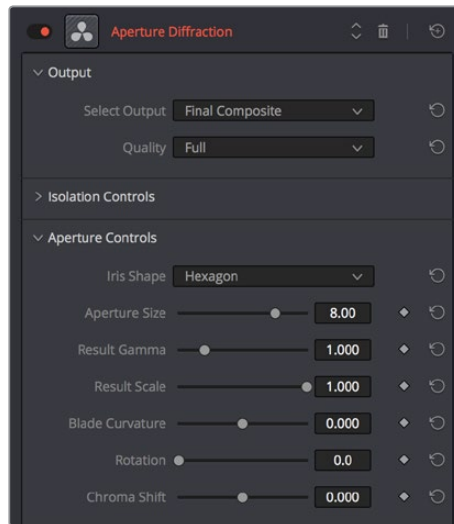 Aperture Diffraction
Output
Select Output Final Composite
Quality Full
Isolation Controls
Aperture Controls
Iris Shape Hexagon
Aperture Size 8.00
Result Gamma 1.000
Result Scale 1.000
Blade Curvature 0.000
Rotation 0.0
Chroma Shift 0.000